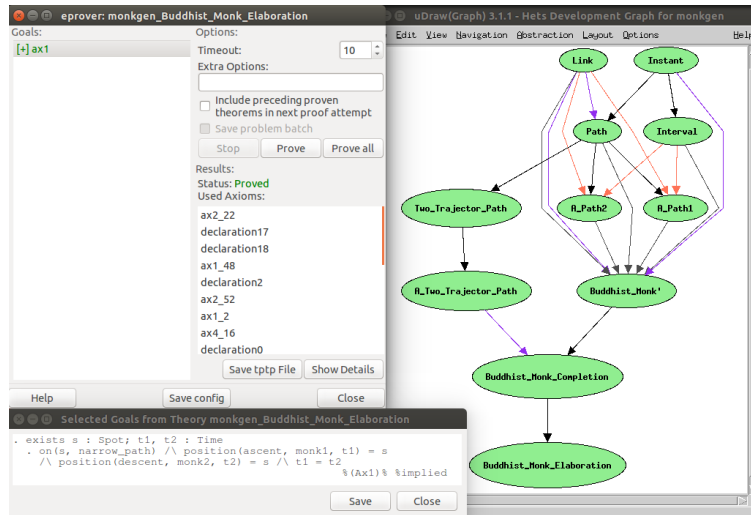 eprover: monkgen_Buddhist_Monk_Elaboration
Goals:
[+] ax1
Options:
Timeout:
10
Extra Options:
Include preceding proven
theorems in next proof attempt
Save problem batch
Stop
Prove
Prove all
Results:
Status: Proved
Used Axioms:
ax2_22
declaration17
declaration18
ax1_48
declaration2
ax2_52
ax1_2
ax4_16
declaration0
Save tptp File
Show Details
Help
Save config
Close
Selected Goals from Theory monkgen_Buddhist_Monk_Elaboration
. exists s : Spot; t1, t2 : Time
. on(s, narrow_path) /\ position(ascent, monk1, t1) = s
/\ position(descent, monk2, t2) = s /\ t1 = t2
%(Ax1)% %implied
Save
Close
uDraw(Graph) 3.1.1 - Hets Development Graph for monkgen
Edit View Navigation Abstraction Layout Options
Link
Instant
Path
Interval
Two_Trajector_Path
A_Path2
A_Path1
A_Two_Trajector_Path
Buddhist_Monk'
Buddhist_Monk_Completion
Buddhist_Monk_Elaboration